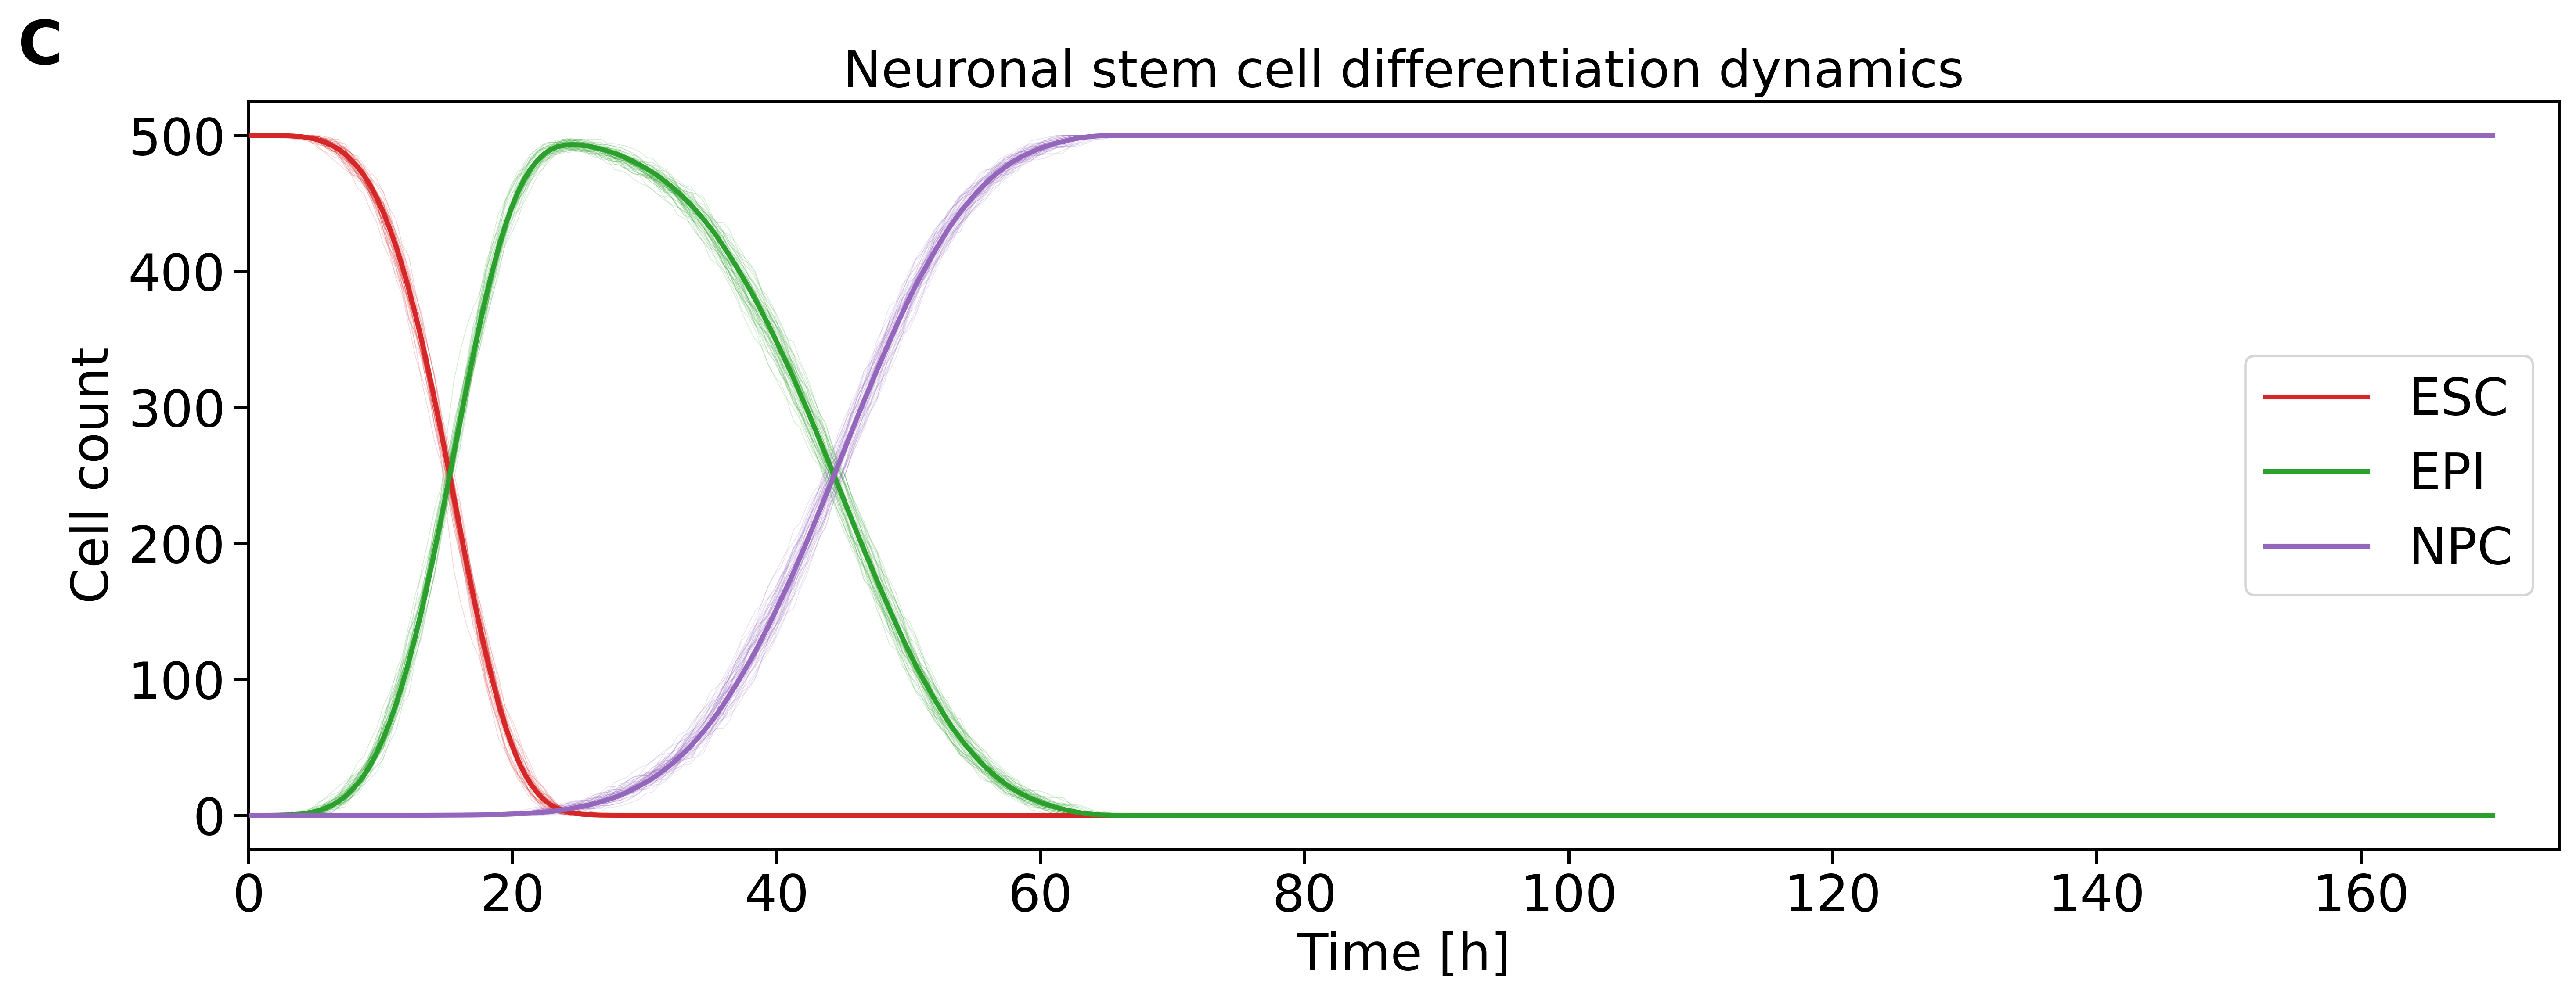 C
Neuronal stem cell differentiation dynamics
Cell count
500
400
300
200
100
0
ESC
EPI
NPC
0 20 40 60 80 100 120 140 160
Time [h]